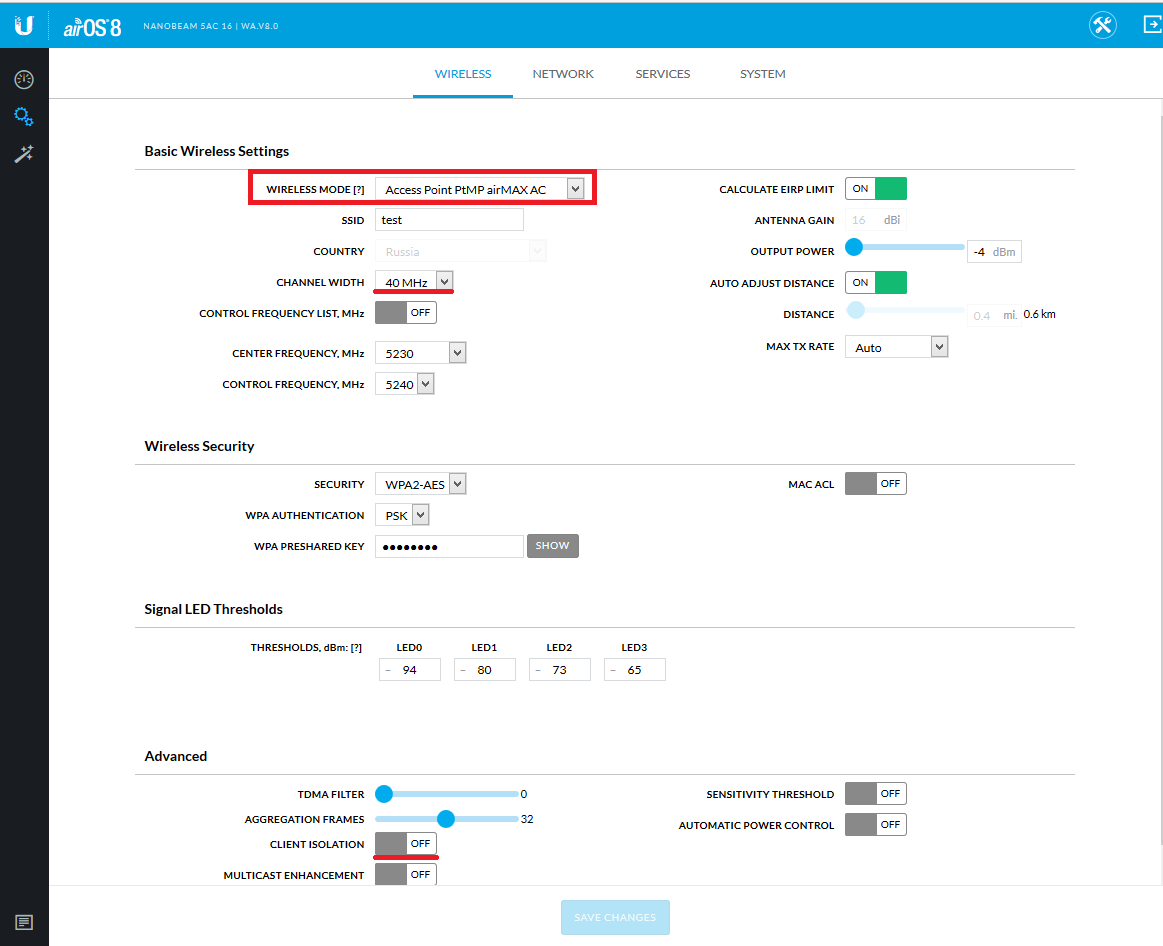 airOS 8 NANOBEAM 5AC 16 | WA.V8.0
WIRELESS NETWORK SERVICES SYSTEM
Basic Wireless Settings
WIRELESS MODE [?] Access Point PtMP airMAX AC
SSID test
COUNTRY Russia
CHANNEL WIDTH 40 MHz
CONTROL FREQUENCY LIST, MHz OFF
CENTER FREQUENCY, MHz 5230
CONTROL FREQUENCY, MHz 5240
CALCULATE EIRP LIMIT ON
ANTENNA GAIN 16 dBi
OUTPUT POWER -4 dBm
AUTO ADJUST DISTANCE ON
DISTANCE 0.4 mi. 0.6 km
MAX TX RATE Auto
Wireless Security
SECURITY WPA2-AES
WPA AUTHENTICATION PSK
WPA PRESHARED KEY •••••••• SHOW
MAC ACL OFF
Signal LED Thresholds
THRESHOLDS, dBm: [?] LED0 LED1 LED2 LED3
- 94 - 80 - 73 - 65
Advanced
TDMA FILTER 0
AGGREGATION FRAMES 32
CLIENT ISOLATION OFF
MULTICAST ENHANCEMENT OFF
SENSITIVITY THRESHOLD OFF
AUTOMATIC POWER CONTROL OFF
SAVE CHANGES